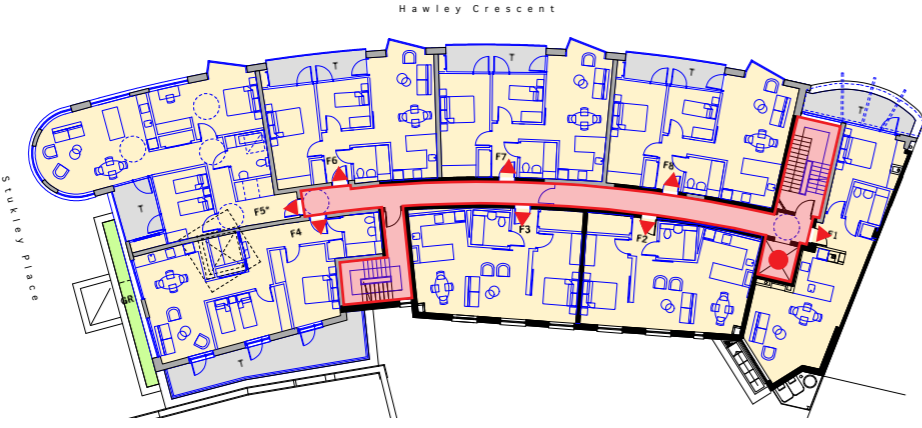 Hawley Crescent
T
T
T
T
F6
F7
F8
T
F5*
F4
F3
F2
F1
Stukley Place
GR
T